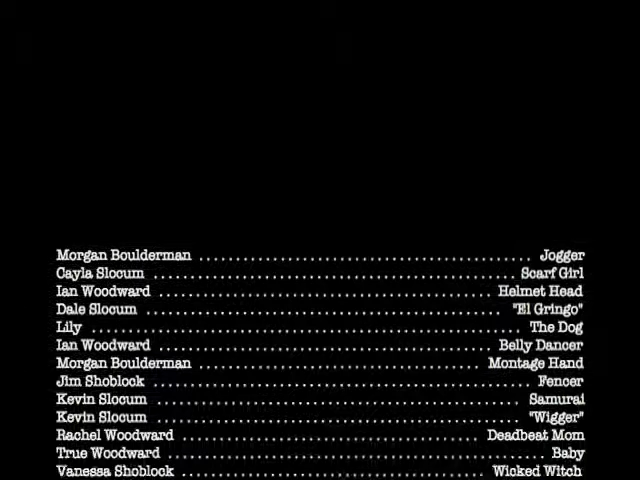 Morgan Boulderman ............................................. Jogger
Cayla Slocum ................................................. Scarf Girl
Ian Woodward ............................................. Helmet Head
Dale Slocum ................................................ "El Gringo"
Lily .......................................................... The Dog
Ian Woodward ............................................. Belly Dancer
Morgan Boulderman ...................................... Montage Hand
Jim Shoblock ................................................... Fencer
Kevin Slocum ................................................. Samurai
Kevin Slocum ................................................. "Wigger"
Rachel Woodward ......................................... Deadbeat Mom
True Woodward ................................................... Baby
Vanessa Shoblock ......................................... Wicked Witch